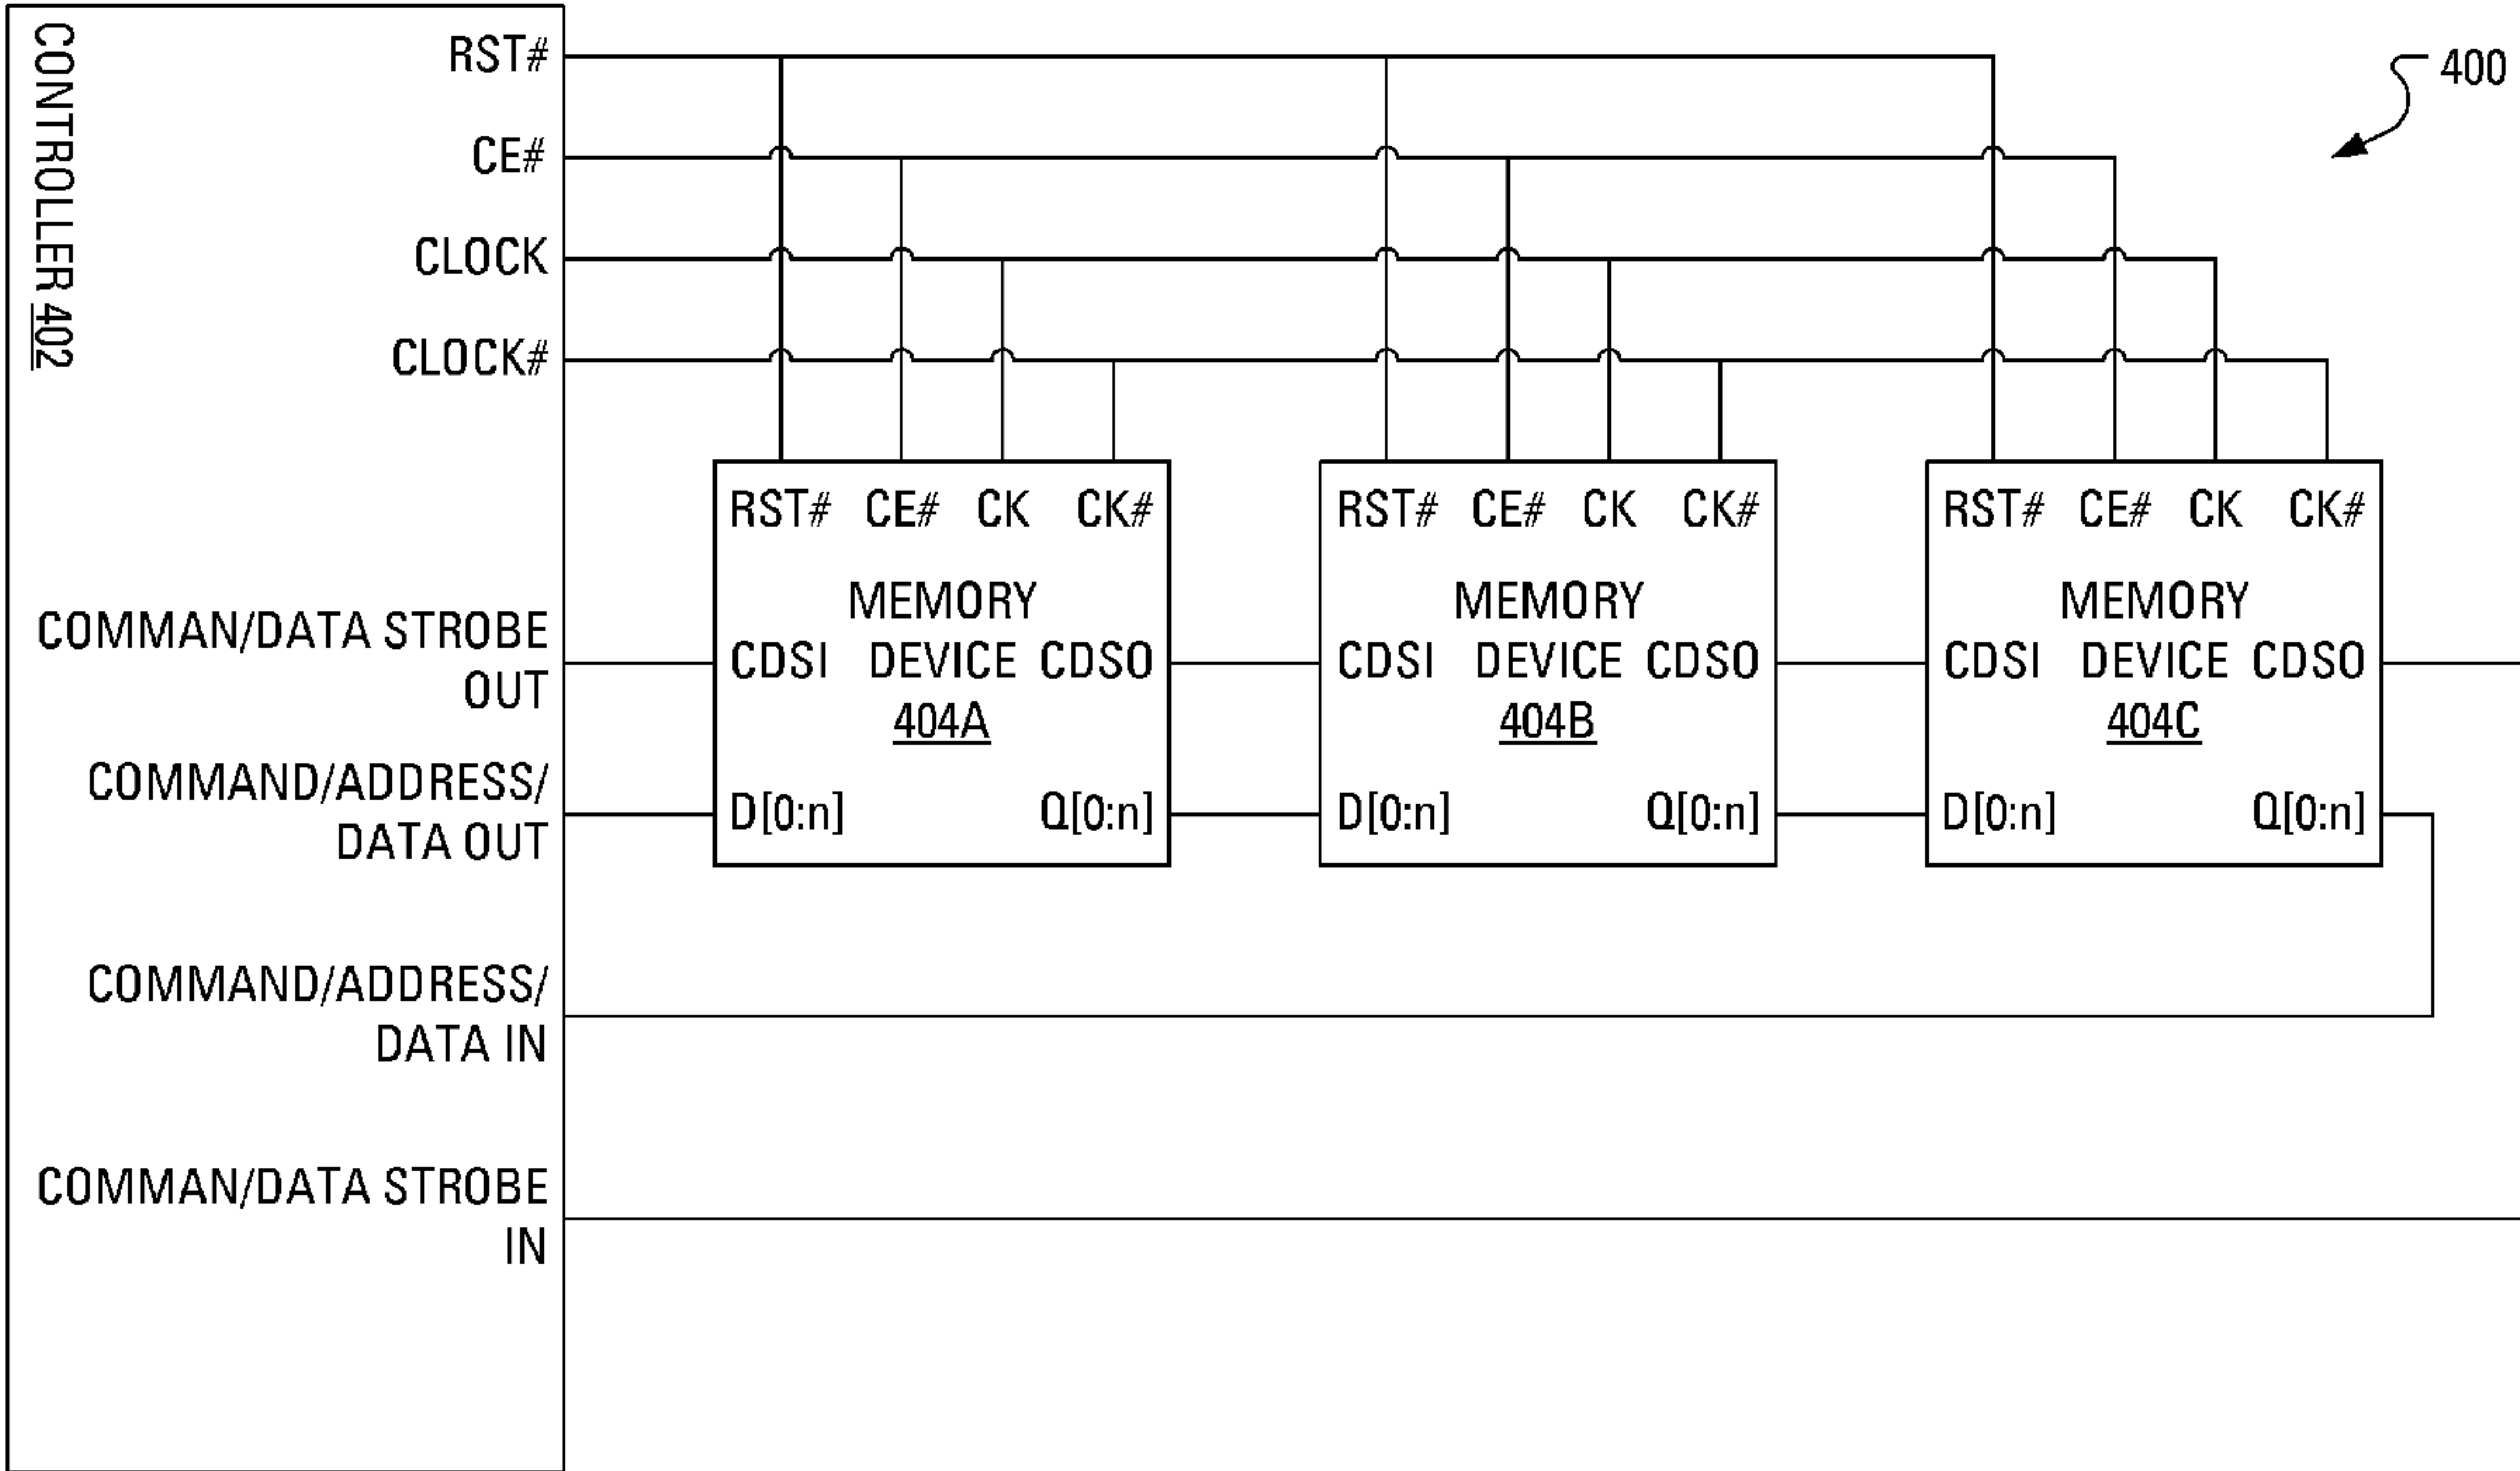 CONTROLLER 402
RST#
CE#
CLOCK
CLOCK#
COMMAN/DATA STROBE
OUT
COMMAND/ADDRESS/
DATA OUT
COMMAND/ADDRESS/
DATA IN
COMMAN/DATA STROBE
IN
400
RST# CE# CK CK#
MEMORY
CDSI DEVICE CDSO
404A
D[0:n] Q[0:n]
RST# CE# CK CK#
MEMORY
CDSI DEVICE CDSO
404B
D[0:n] Q[0:n]
RST# CE# CK CK#
MEMORY
CDSI DEVICE CDSO
404C
D[0:n] Q[0:n]